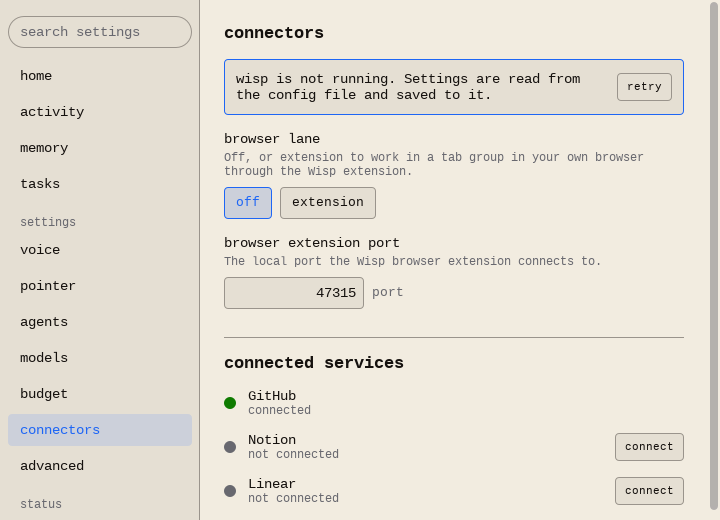 search settings
home
activity
memory
tasks
settings
voice
pointer
agents
models
budget
connectors
advanced
status
connectors
wisp is not running. Settings are read from
the config file and saved to it.
retry
browser lane
Off, or extension to work in a tab group in your own browser
through the Wisp extension.
off
extension
browser extension port
The local port the Wisp browser extension connects to.
47315
port
connected services
GitHub
connected
Notion
not connected
connect
Linear
not connected
connect